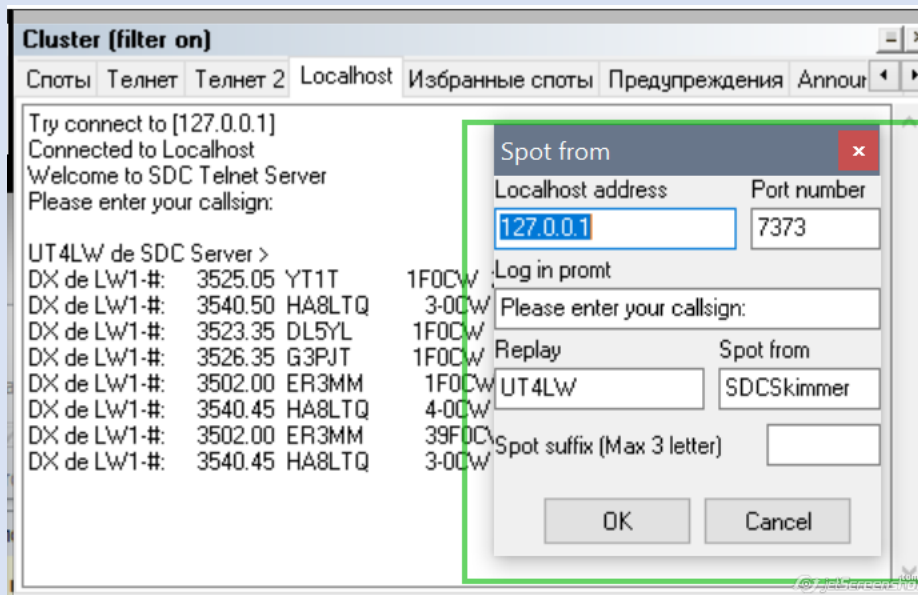 Cluster (filter on)
Споты Телнет Телнет 2 Localhost Избранные споты Предупреждения Announ
Try connect to [127.0.0.1]
Connected to Localhost
Welcome to SDC Telnet Server
Please enter your callsign:
UT4LW de SDC Server >
DX de LW1-#: 3525.05 YT1T 1F0CW
DX de LW1-#: 3540.50 HA8LTQ 3-0CW
DX de LW1-#: 3523.35 DL5YL 1F0CW
DX de LW1-#: 3526.35 G3PJT 1F0CW
DX de LW1-#: 3502.00 ER3MM 1F0CW
DX de LW1-#: 3540.45 HA8LTQ 4-0CW
DX de LW1-#: 3502.00 ER3MM 39F0CW
DX de LW1-#: 3540.45 HA8LTQ 3-0CW
Spot from
Localhost address Port number
127.0.0.1 7373
Log in promt
Please enter your callsign:
Replay Spot from
UT4LW SDCSkimmer
Spot suffix (Max 3 letter)
OK Cancel
jetScreenshot